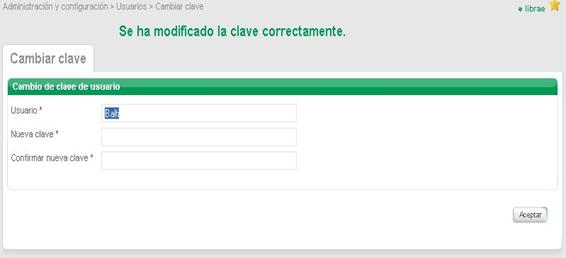 Administración y configuración > Usuarios > Cambiar clave
librae
Se ha modificado la clave correctamente.
Cambiar clave
Cambio de clave de usuario
Usuario *
Nueva clave *
Confirmar nueva clave *
Aceptar